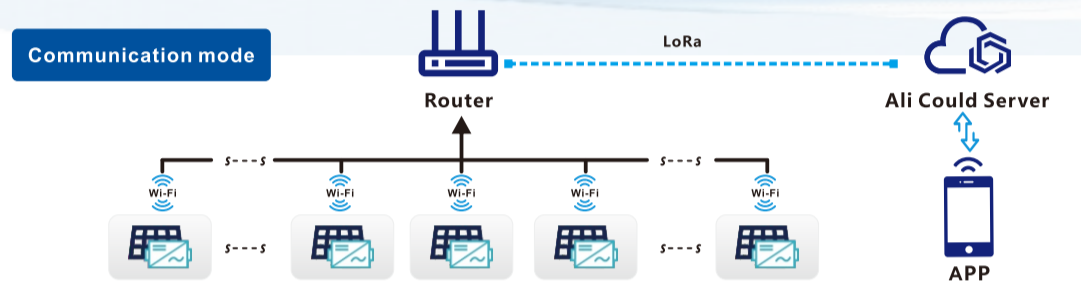 Communication mode
LoRa
Router
Ali Could Server
s---s
s---s
Wi-Fi
Wi-Fi
Wi-Fi
Wi-Fi
Wi-Fi
s---s
s---s
APP